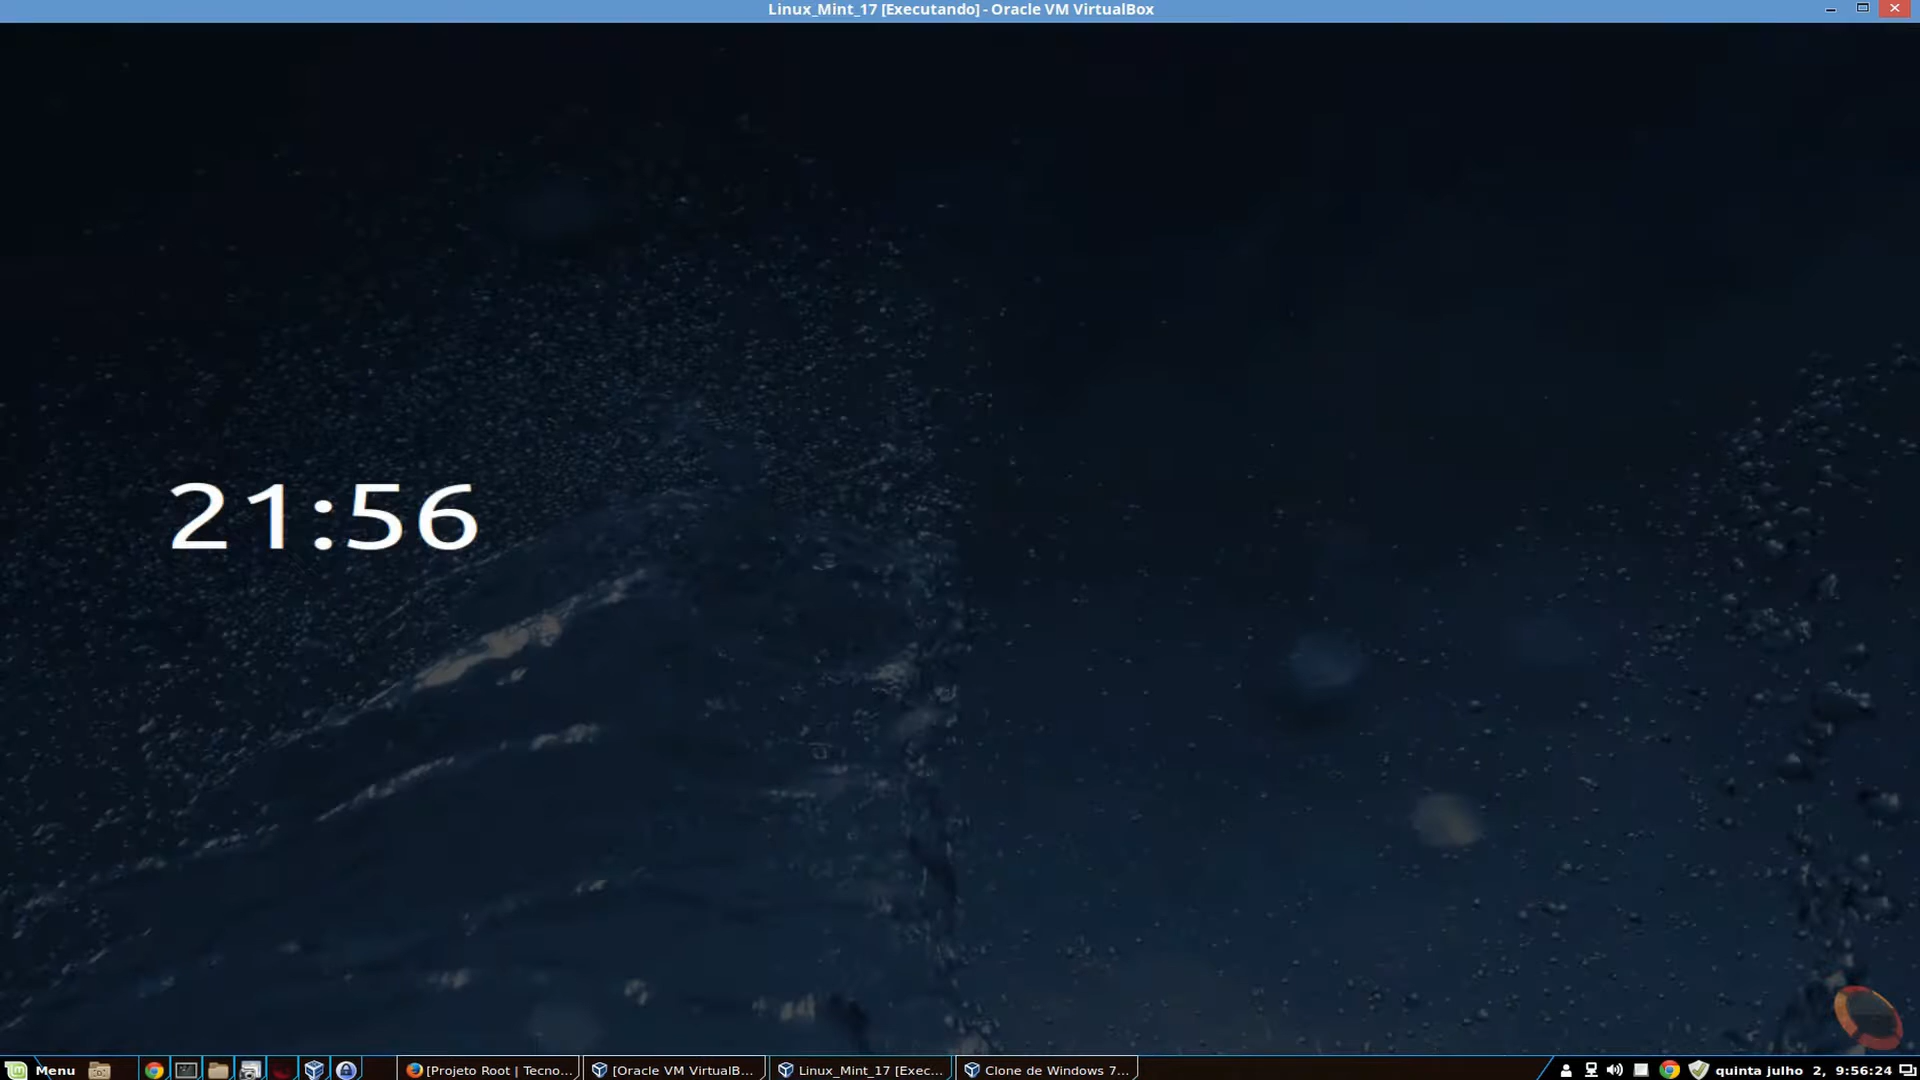 Linux_Mint_17 [Executando] - Oracle VM VirtualBox
21:56
Menu
[Projeto Root | Tecno...
[Oracle VM VirtualB...
Linux_Mint_17 [Exec...
Clone de Windows 7...
quinta julho 2, 9:56:24